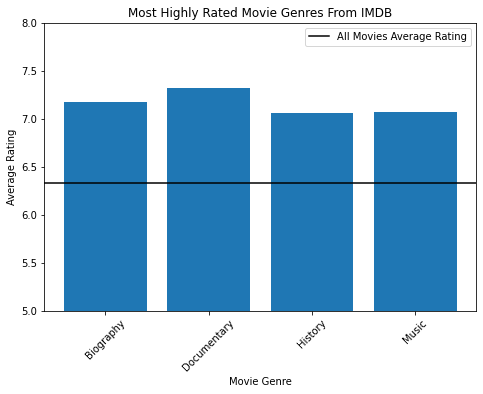 Most Highly Rated Movie Genres From IMDB
All Movies Average Rating
Average Rating
8.0
7.5
7.0
6.5
6.0
5.5
5.0
Biography
Documentary
History
Music
Movie Genre